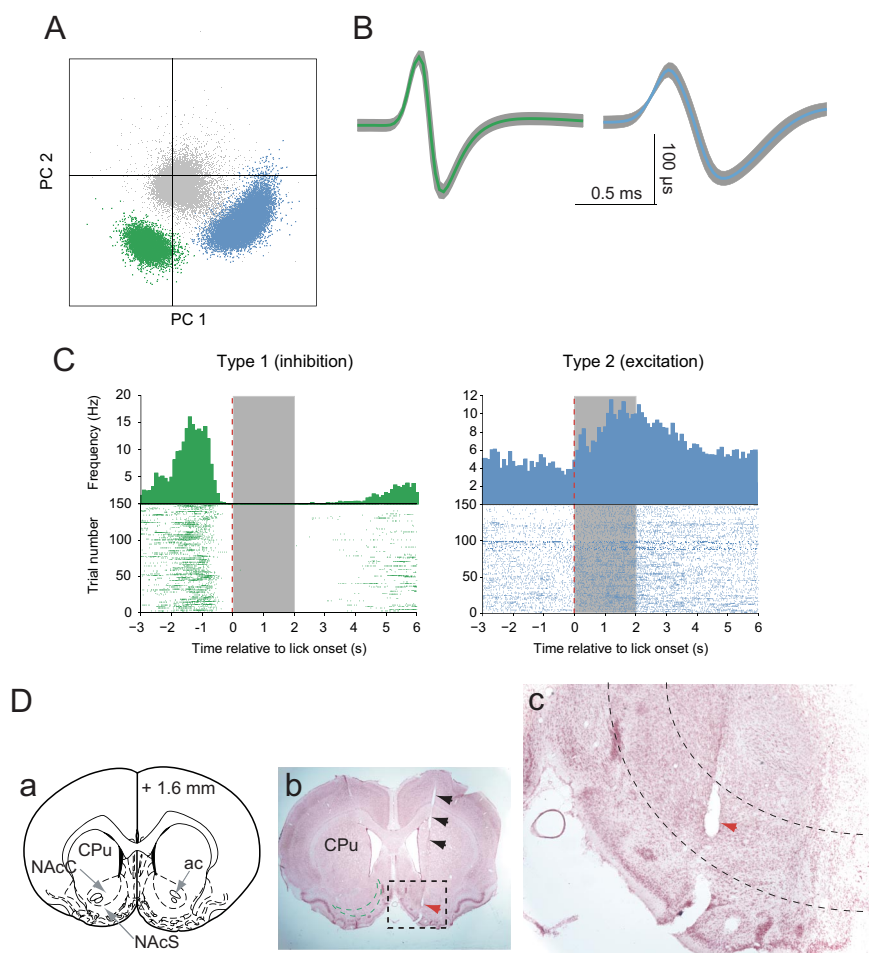 A
PC 2
PC 1
B
0.5 ms
100 µs
C
Type 1 (inhibition)
Frequency (Hz)
20
15
10
5
150
100
50
0
Trial number
−3 −2 -1 0 1 2 3 4 5 6
Time relative to lick onset (s)
Type 2 (excitation)
12
10
8
6
4
2
150
100
50
0
−3 −2 −1 0 1 2 3 4 5 6
Time relative to lick onset (s)
D
a
+ 1.6 mm
CPu
NAcC
ac
NAcS
b
CPu
c